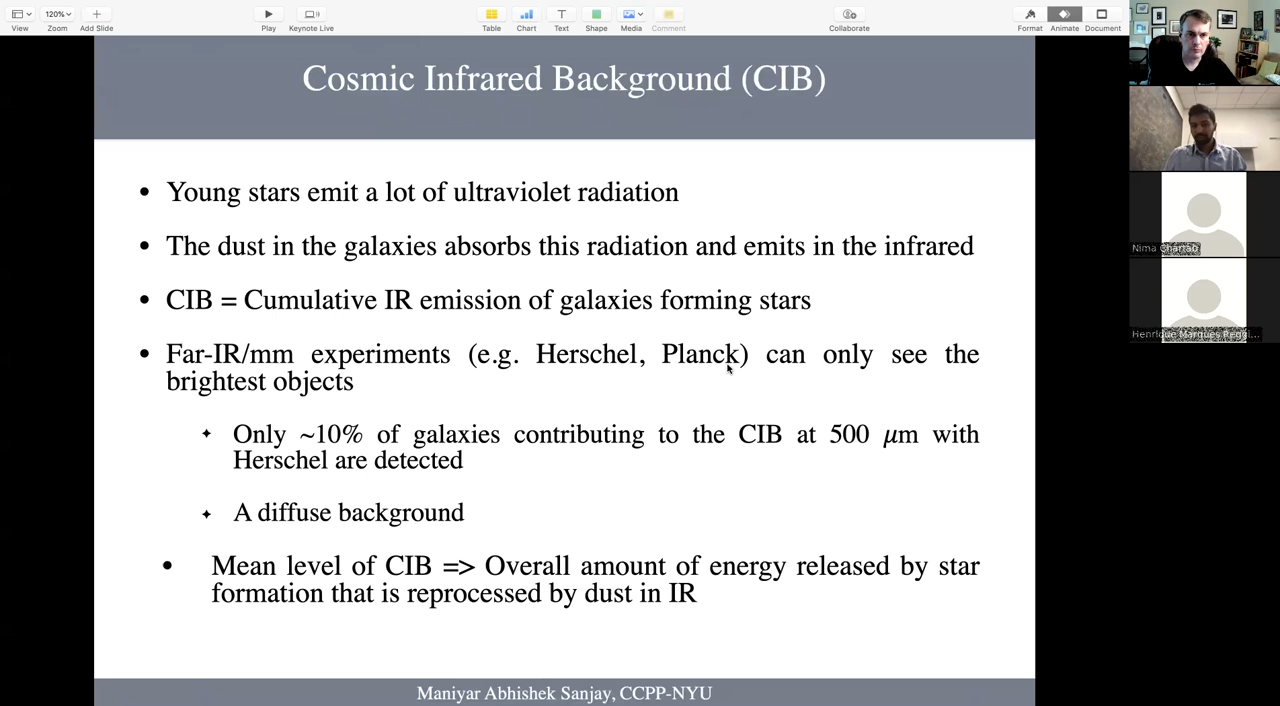 View
120%
Zoom
Add Slide
Play
Keynote Live
Table
Chart
Text
Shape
Media
Comment
Collaborate
Format
Animate
Document
Cosmic Infrared Background (CIB)
• Young stars emit a lot of ultraviolet radiation
• The dust in the galaxies absorbs this radiation and emits in the infrared
• CIB = Cumulative IR emission of galaxies forming stars
• Far-IR/mm experiments (e.g. Herschel, Planck) can only see the
brightest objects
✦ Only ~10% of galaxies contributing to the CIB at 500 μm with
Herschel are detected
✦ A diffuse background
• Mean level of CIB => Overall amount of energy released by star
formation that is reprocessed by dust in IR
Maniyar Abhishek Sanjay, CCPP-NYU
Nima Chartab
Henrique Marques Reggi...